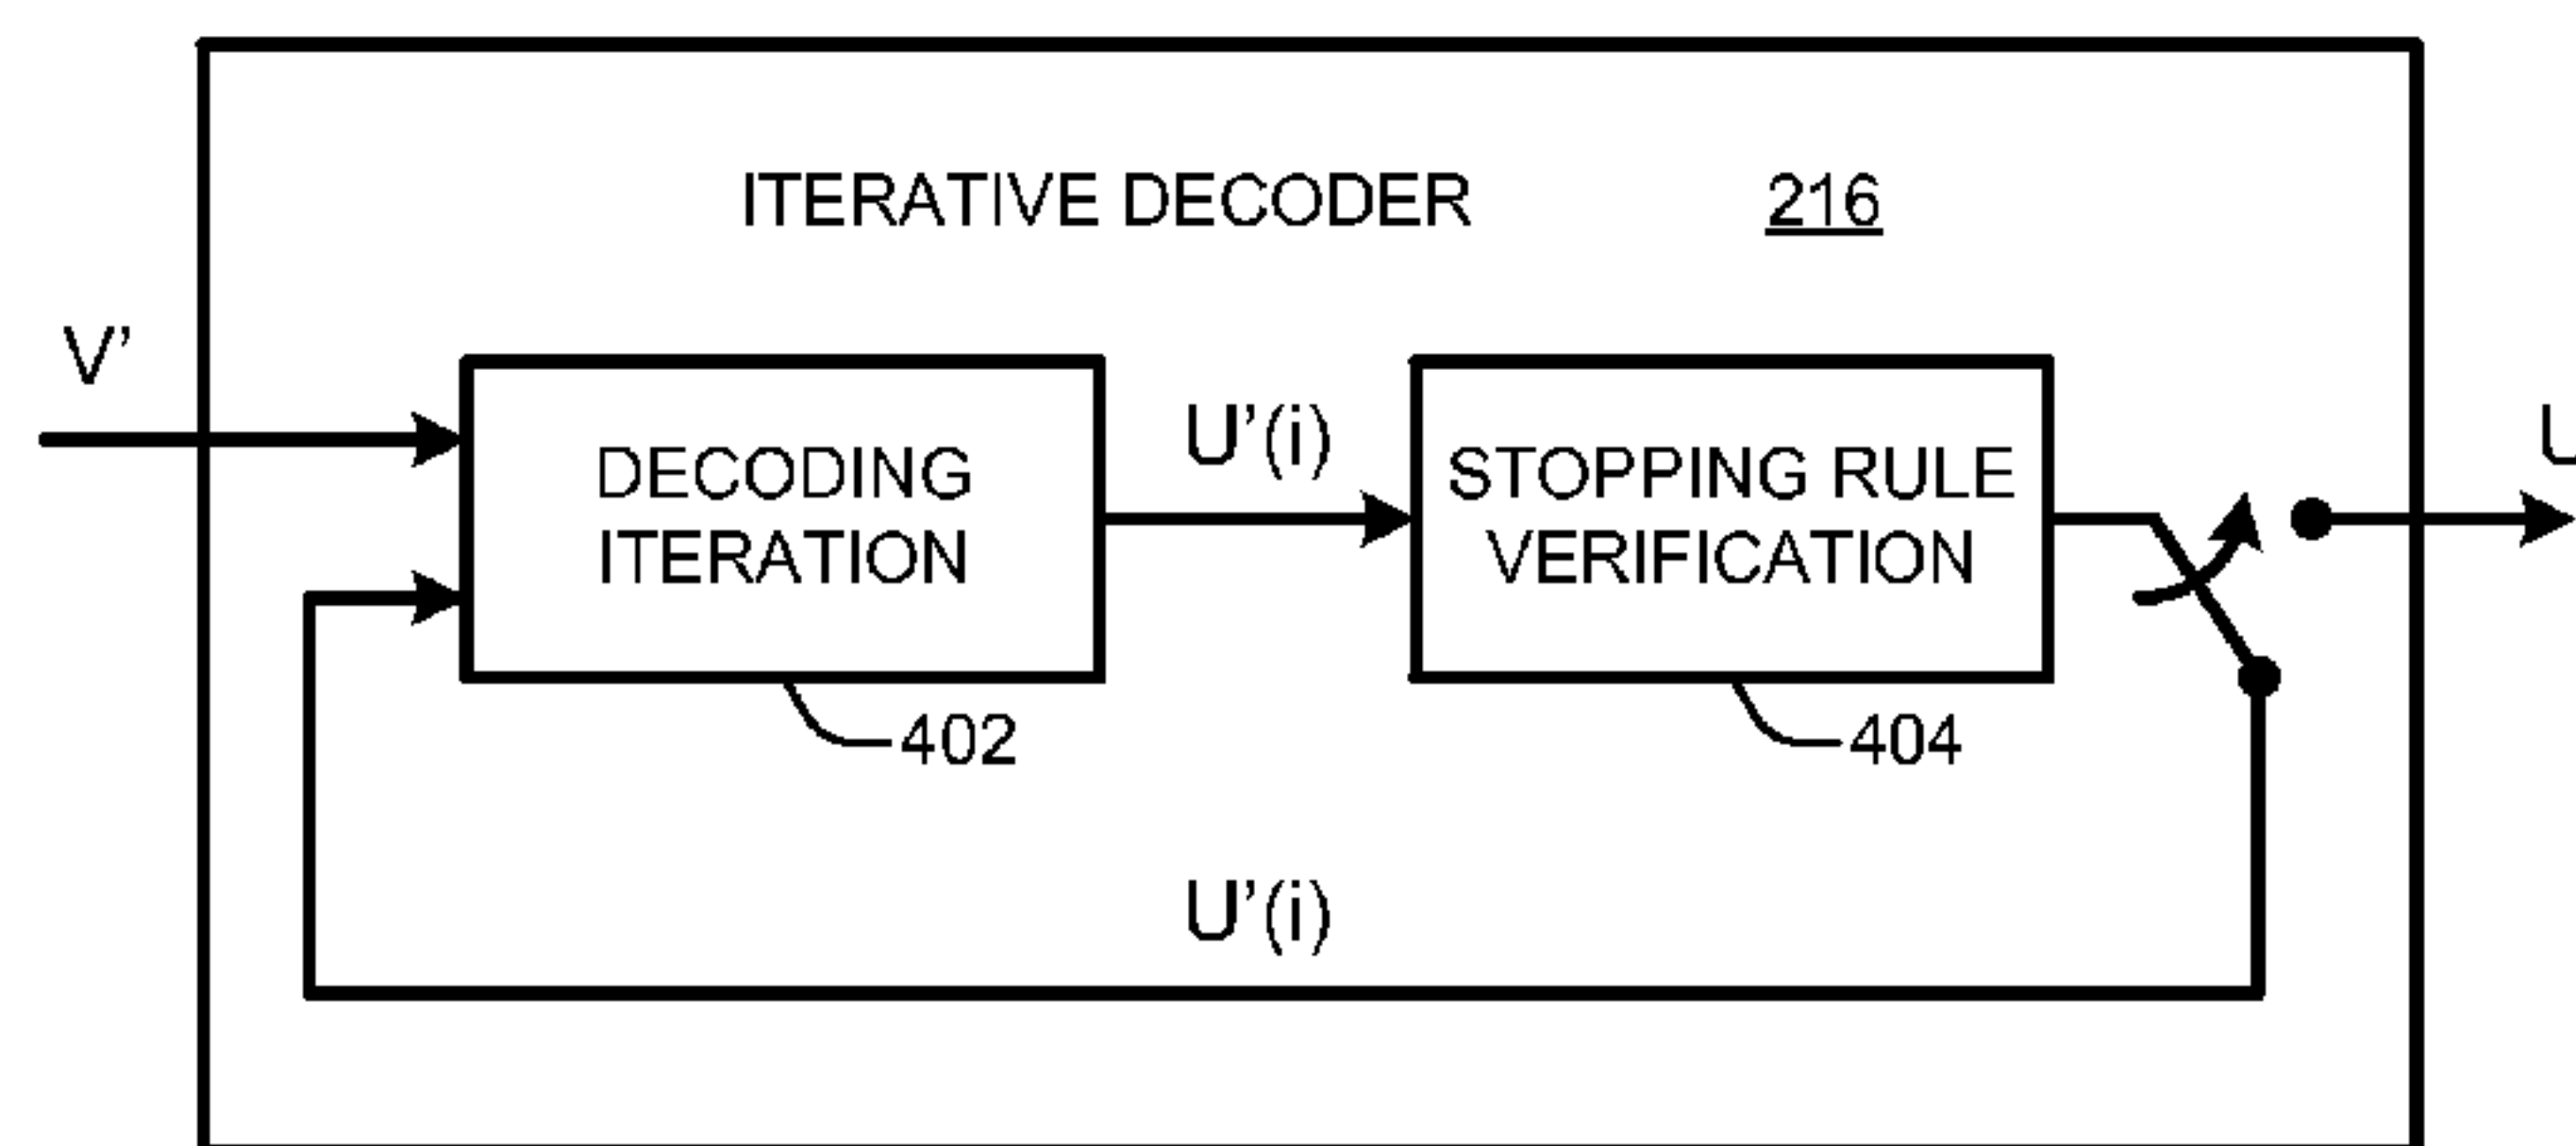 ITERATIVE DECODER 216
V’
U’(i)
DECODING
ITERATION
STOPPING RULE
VERIFICATION
402
404
U’(i)